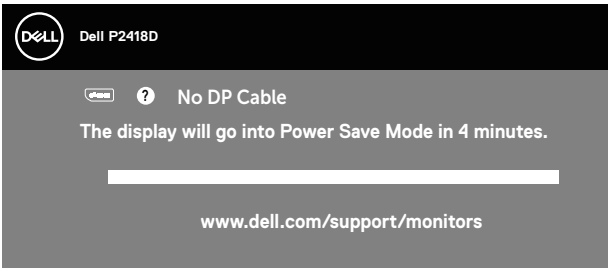 DELL
Dell P2418D
? No DP Cable
The display will go into Power Save Mode in 4 minutes.
www.dell.com/support/monitors